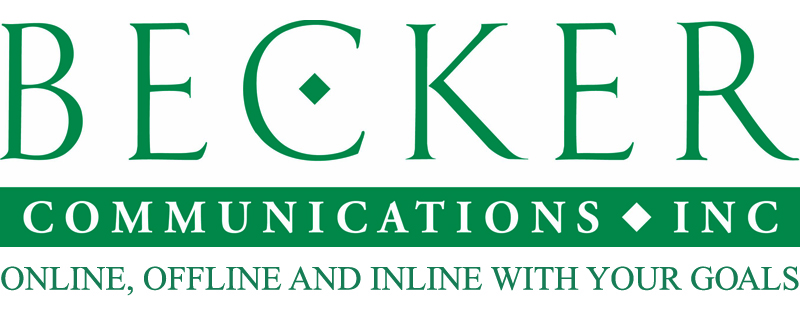 BECKER
COMMUNICATIONS ◆ INC
ONLINE, OFFLINE AND INLINE WITH YOUR GOALS